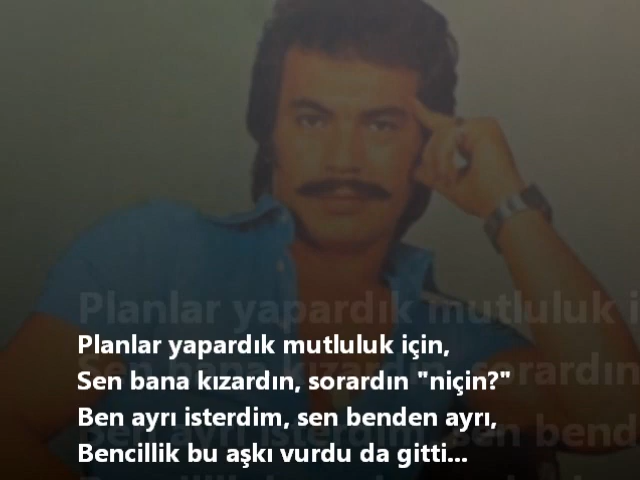 Planlar yapardık mutluluk için,
Sen bana kızardın, sorardın "niçin?"
Ben ayrı isterdim, sen benden ayrı,
Bencillik bu aşkı vurdu da gitti...